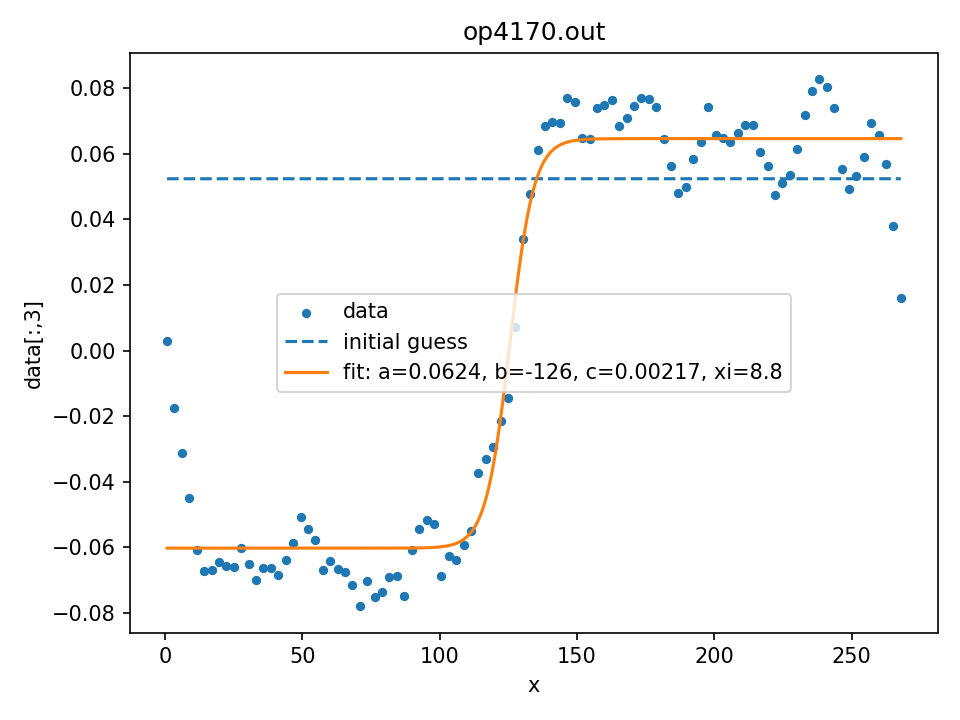 op4170.out
0.08
0.06
0.04
0.02
0.00
−0.02
−0.04
−0.06
−0.08
data[:,3]
data
initial guess
fit: a=0.0624, b=-126, c=0.00217, xi=8.8
0 50 100 150 200 250
x